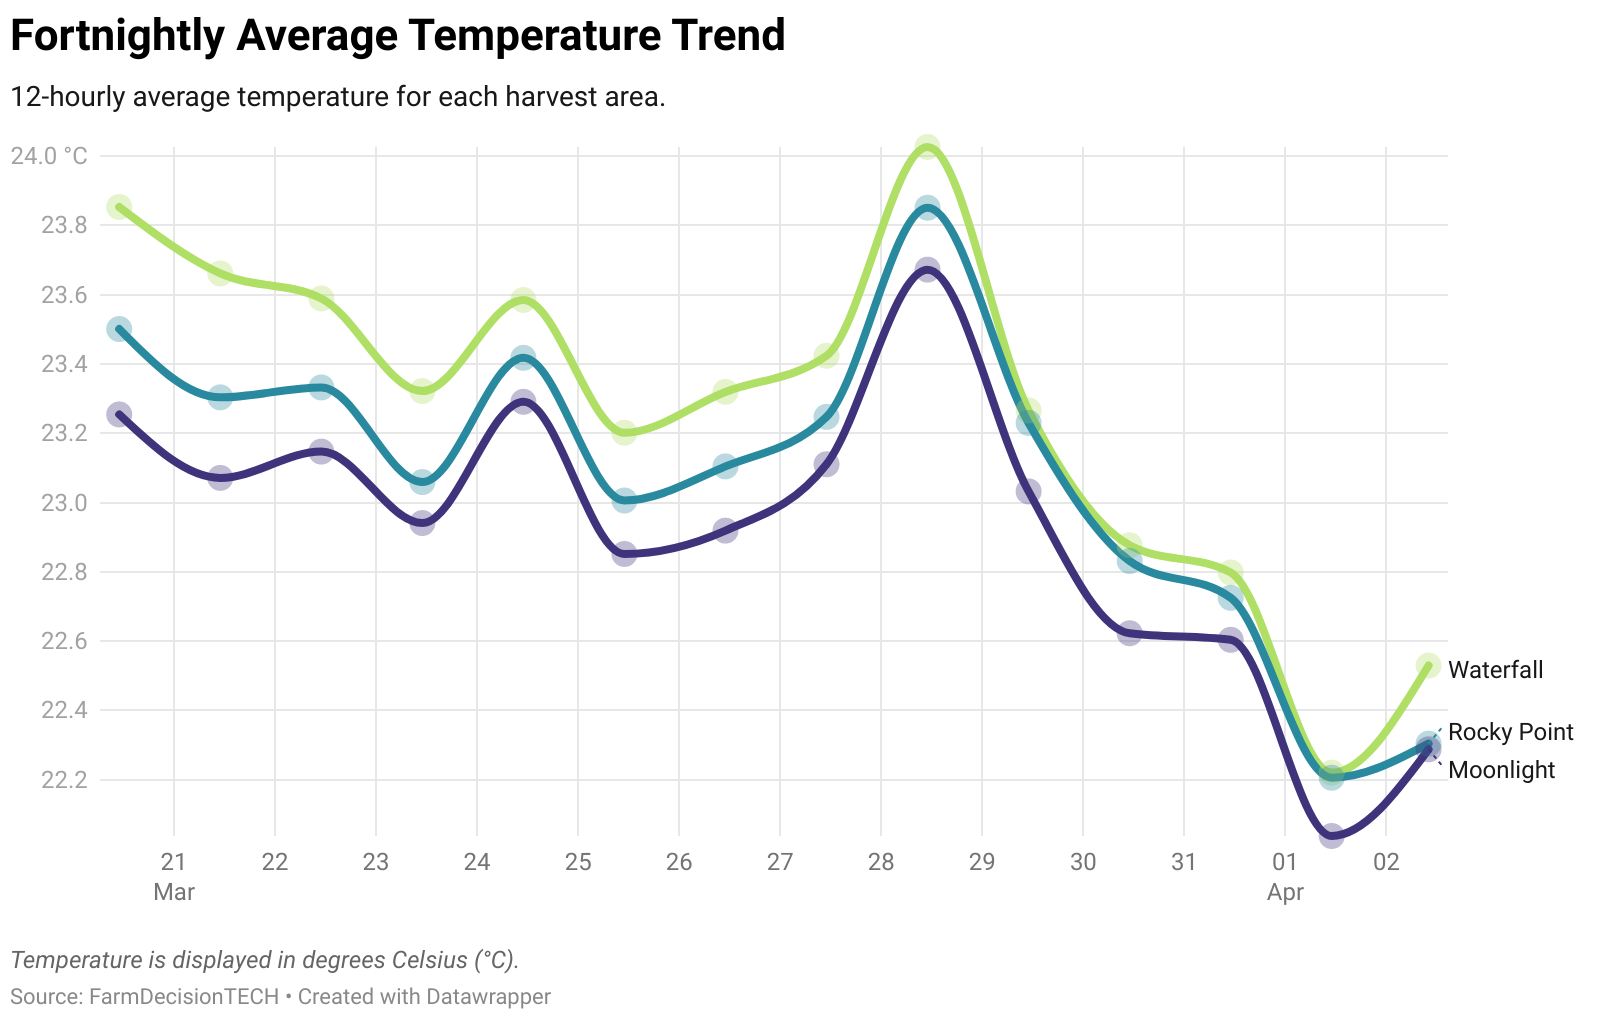 Fortnightly Average Temperature Trend
12-hourly average temperature for each harvest area.
24.0 °C
23.8
23.6
23.4
23.2
23.0
22.8
22.6
22.4
22.2
Waterfall
Rocky Point
Moonlight
21 22 23 24 25 26 27 28 29 30 31 01 02
Mar Apr
Temperature is displayed in degrees Celsius (°C).
Source: FarmDecisionTECH • Created with Datawrapper